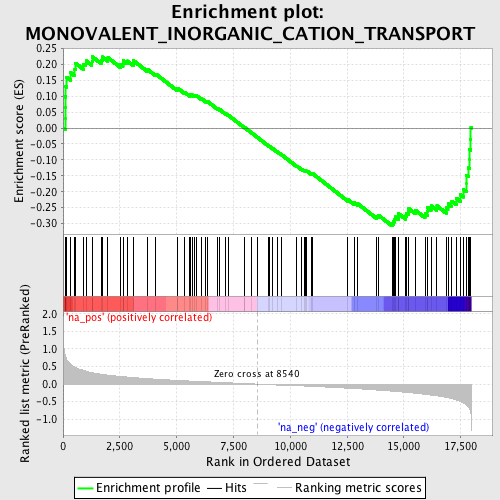 Enrichment plot:
MONOVALENT_INORGANIC_CATION_TRANSPORT
Enrichment score (ES)
0.25
0.20
0.15
0.10
0.05
0.00
-0.05
-0.10
-0.15
-0.20
-0.25
-0.30
'na_pos' (positively correlated)
Ranked list metric (PreRanked)
2.0
1.5
1.0
0.5
0.0
-0.5
-1.0
Zero cross at 8540
'na_neg' (negatively correlated)
0
2,500
5,000
7,500
10,000
12,500
15,000
17,500
Rank in Ordered Dataset
Enrichment profile
Hits
Ranking metric scores